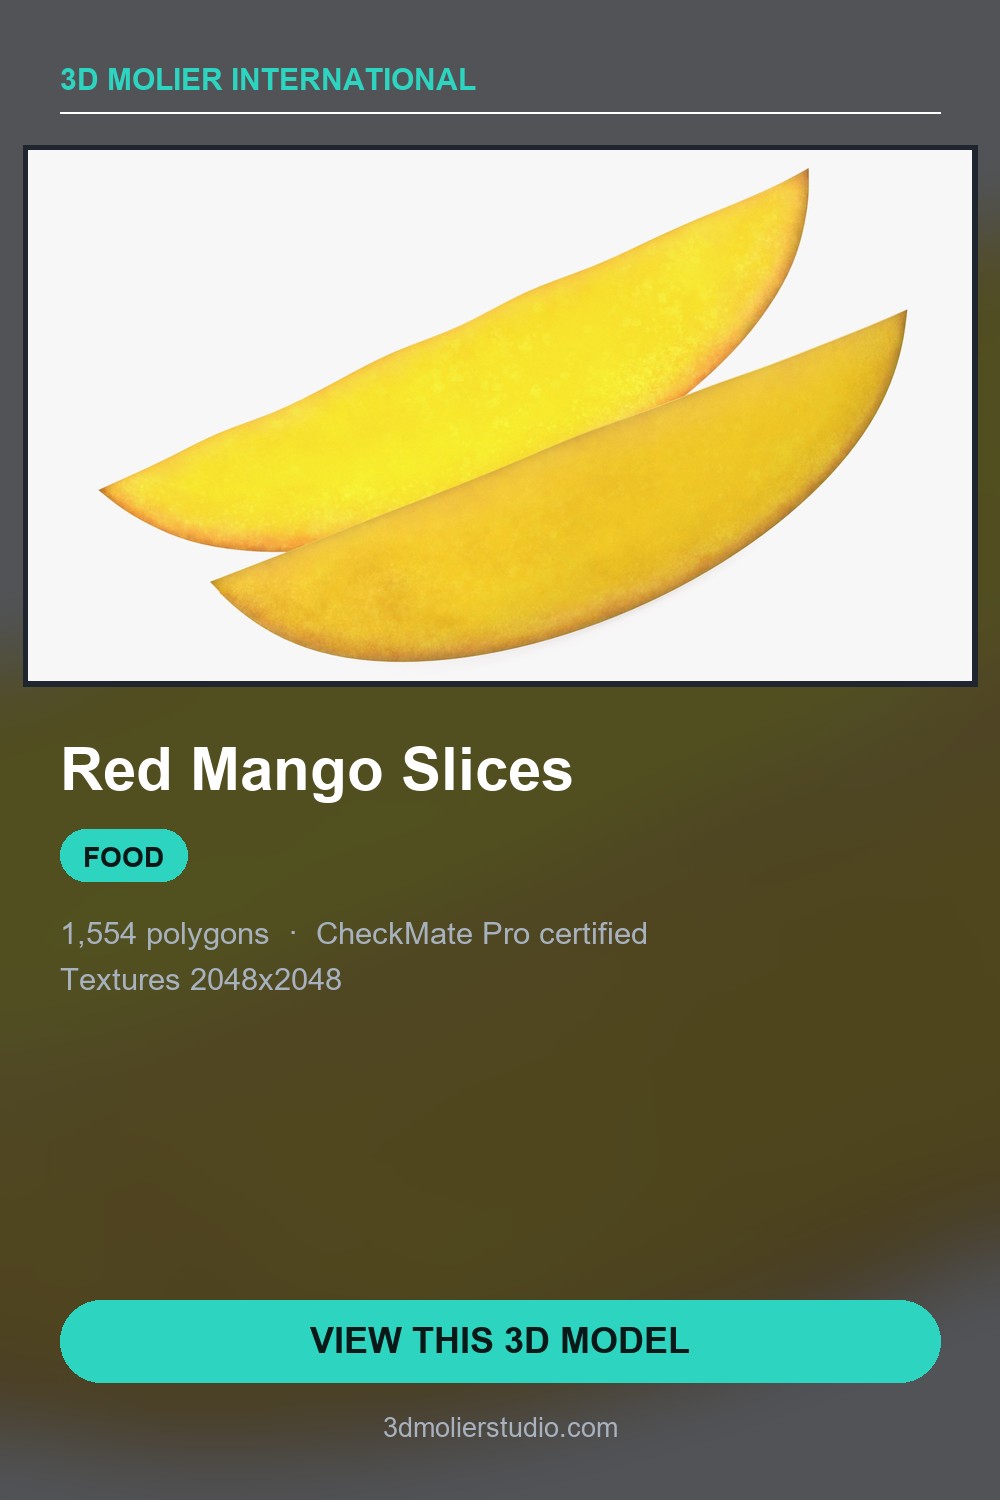 3D MOLIER INTERNATIONAL
Red Mango Slices
FOOD
1,554 polygons · CheckMate Pro certified
Textures 2048x2048
VIEW THIS 3D MODEL
3dmolierstudio.com